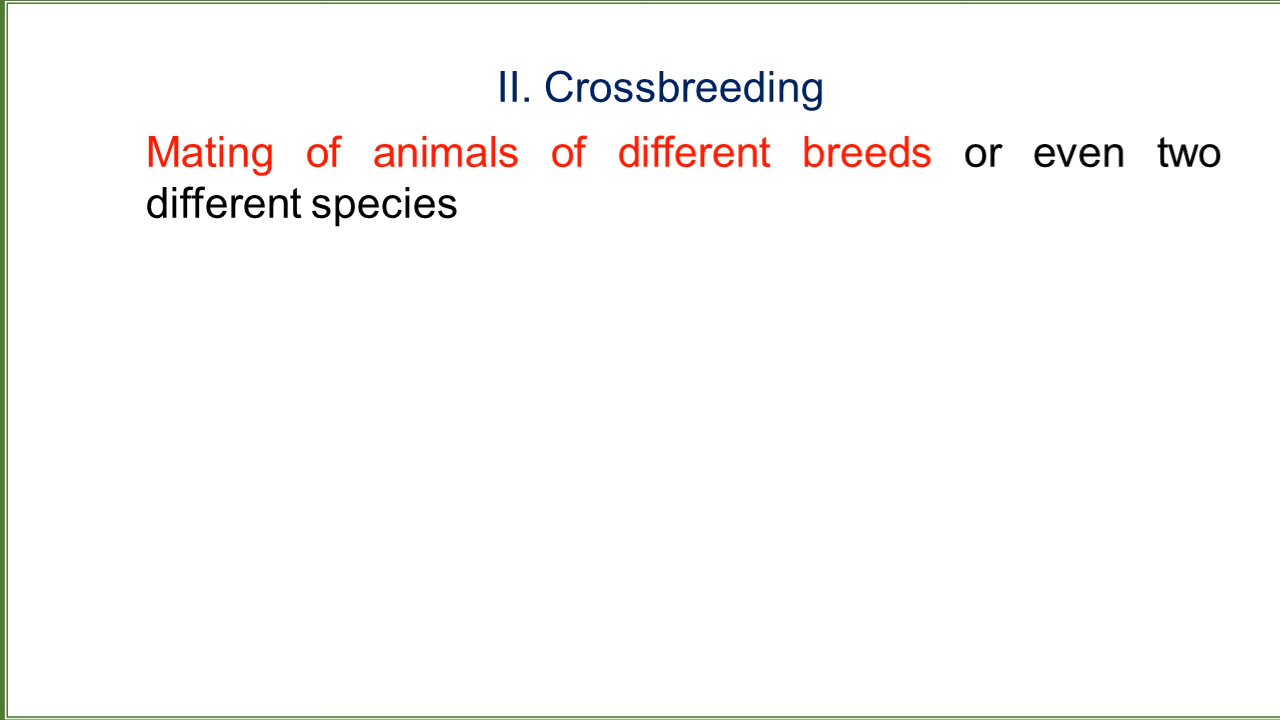 II. Crossbreeding
Mating of animals of different breeds or even two
different species